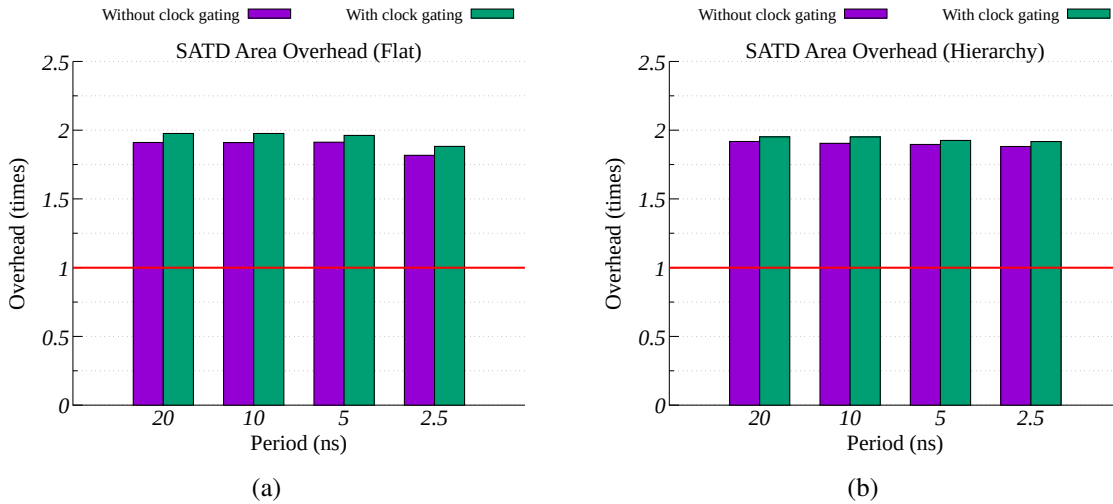 Without clock gating With clock gating
SATD Area Overhead (Flat)
2.5
2
1.5
1
0.5
0
Overhead (times)
20 10 5 2.5
Period (ns)
(a)
Without clock gating With clock gating
SATD Area Overhead (Hierarchy)
2.5
2
1.5
1
0.5
0
Overhead (times)
20 10 5 2.5
Period (ns)
(b)